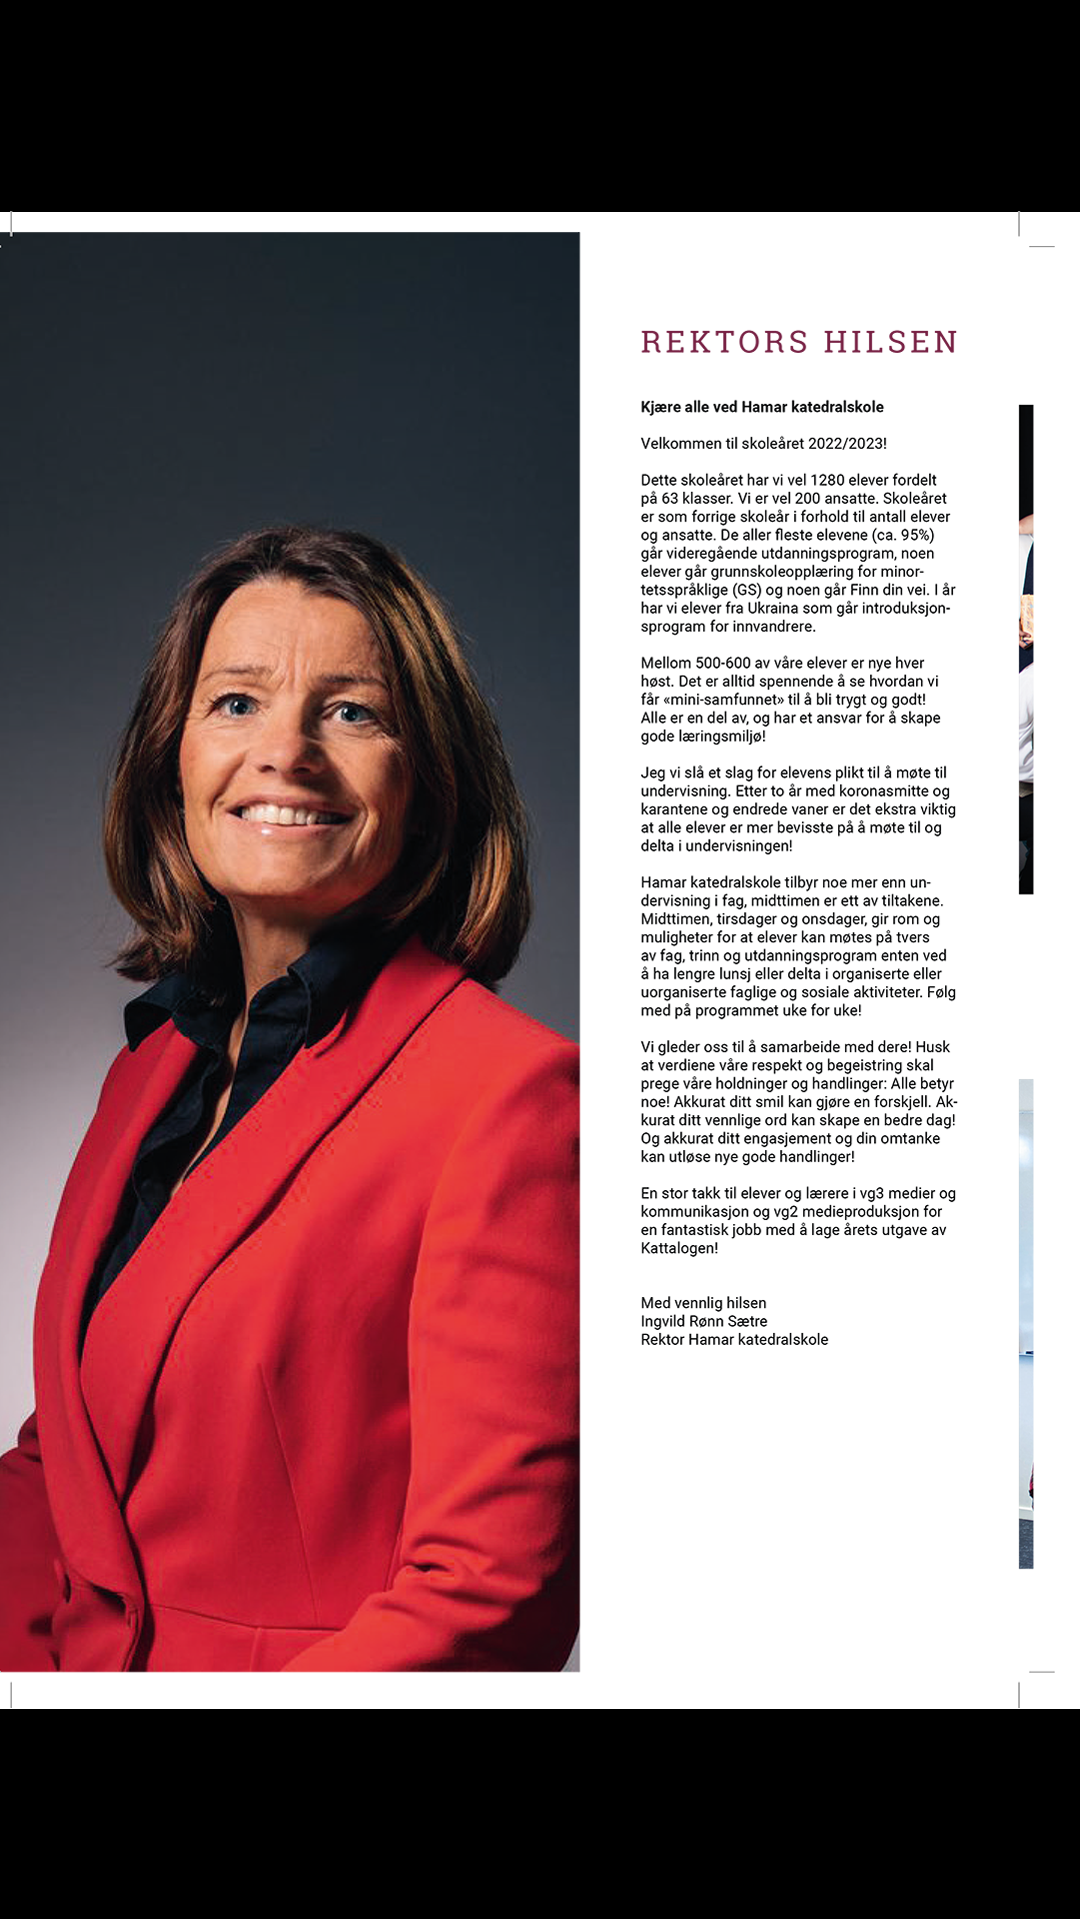 REKTORS HILSEN
Kjære alle ved Hamar katedralskole
Velkommen til skoleåret 2022/2023!
Dette skoleåret har vi vel 1280 elever fordelt
på 63 klasser. Vi er vel 200 ansatte. Skoleåret
er som forrige skoleår i forhold til antall elever
og ansatte. De aller fleste elevene (ca. 95%)
går videregående utdanningsprogram, noen
elever går grunnskoleopplæring for minor-
tetsspråklige (GS) og noen går Finn din vei. I år
har vi elever fra Ukraina som går introduksjon-
sprogram for innvandrere.
Mellom 500-600 av våre elever er nye hver
høst. Det er alltid spennende å se hvordan vi
får «mini-samfunnet» til å bli trygt og godt!
Alle er en del av, og har et ansvar for å skape
gode læringsmiljø!
Jeg vi slå et slag for elevens plikt til å møte til
undervisning. Etter to år med koronasmitte og
karantene og endrede vaner er det ekstra viktig
at alle elever er mer bevisste på å møte til og
delta i undervisningen!
Hamar katedralskole tilbyr noe mer enn un-
dervisning i fag, midttimen er ett av tiltakene.
Midttimen, tirsdager og onsdager, gir rom og
muligheter for at elever kan møtes på tvers
av fag, trinn og utdanningsprogram enten ved
å ha lengre lunsj eller delta i organiserte eller
uorganiserte faglige og sosiale aktiviteter. Følg
med på programmet uke for uke!
Vi gleder oss til å samarbeide med dere! Husk
at verdiene våre respekt og begeistring skal
prege våre holdninger og handlinger: Alle betyr
noe! Akkurat ditt smil kan gjøre en forskjell. Ak-
kurat ditt vennlige ord kan skape en bedre dag!
Og akkurat ditt engasjement og din omtanke
kan utløse nye gode handlinger!
En stor takk til elever og lærere i vg3 medier og
kommunikasjon og vg2 medieproduksjon for
en fantastisk jobb med å lage årets utgave av
Kattalogen!
Med vennlig hilsen
Ingvild Rønn Sætre
Rektor Hamar katedralskole